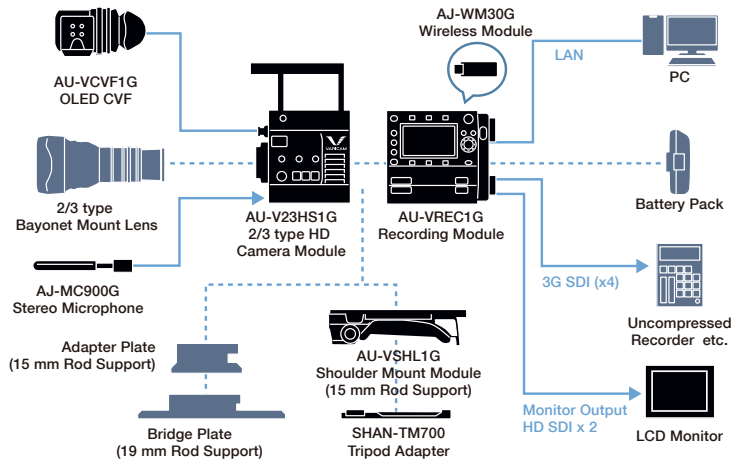 AJ-WM30G
Wireless Module
LAN
PC
AU-VCVF1G
OLED CVF
VARICAM
2/3 type
Bayonet Mount Lens
AU-V23HS1G
2/3 type HD
Camera Module
AU-VREC1G
Recording Module
Battery Pack
AJ-MC900G
Stereo Microphone
3G SDI (x4)
Uncompressed
Recorder etc.
Adapter Plate
(15 mm Rod Support)
AU-VSHL1G
Shoulder Mount Module
(15 mm Rod Support)
Bridge Plate
(19 mm Rod Support)
SHAN-TM700
Tripod Adapter
Monitor Output
HD SDI x 2
LCD Monitor